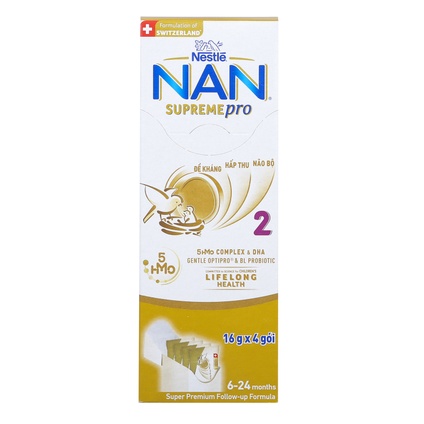 Formulation of
SWITZERLAND
Nestlé
NAN
SUPREMEpro
ĐỀ KHÁNG HẤP THU NÃO BỘ
2
5HMO COMPLEX & DHA
GENTLE OPTIPRO® & BL PROBIOTIC
5
HMO
LIFELONG
HEALTH
16 g x 4 gói
6-24 months
Super Premium Follow-up Formula